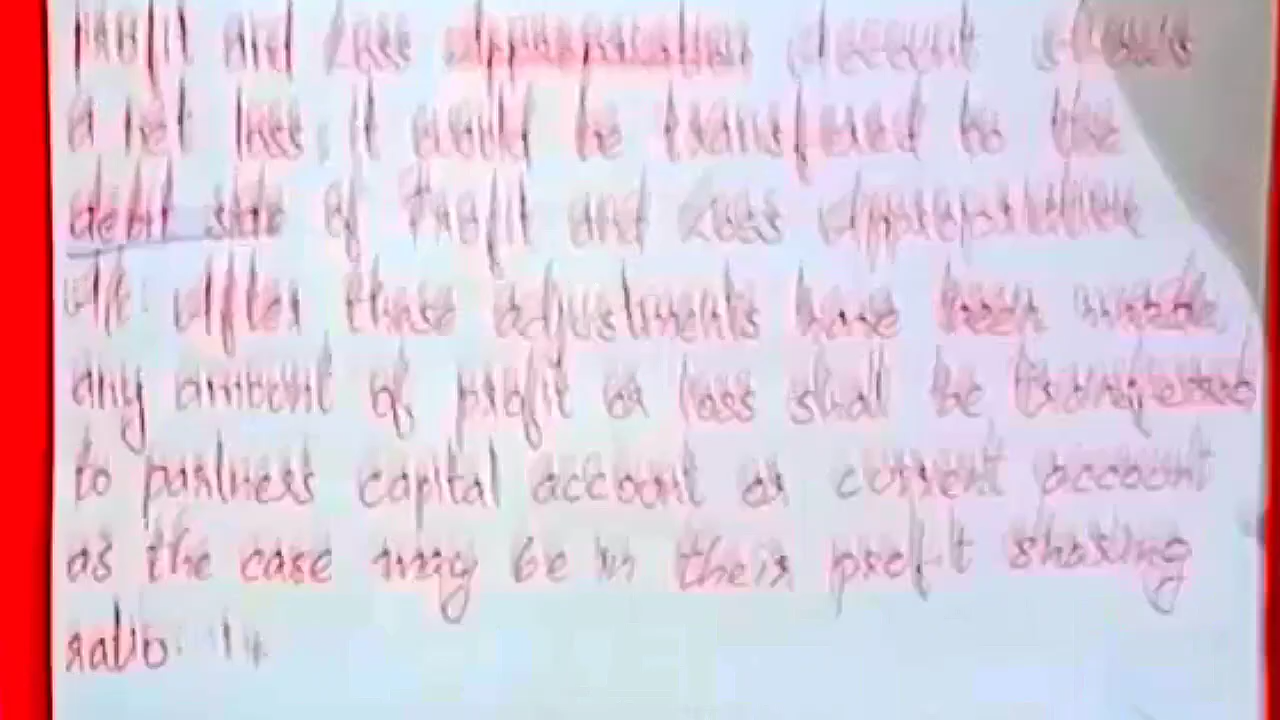 Profit and Loss Appropriation Account shows
a net loss, it would be transfered to the
debit side of Profit and Loss Appropriation
A/c. After these adjustments have been made
any amount of profit or loss shall be transferred
to partners capital account or current account
as the case may be in their profit sharing
ratio.